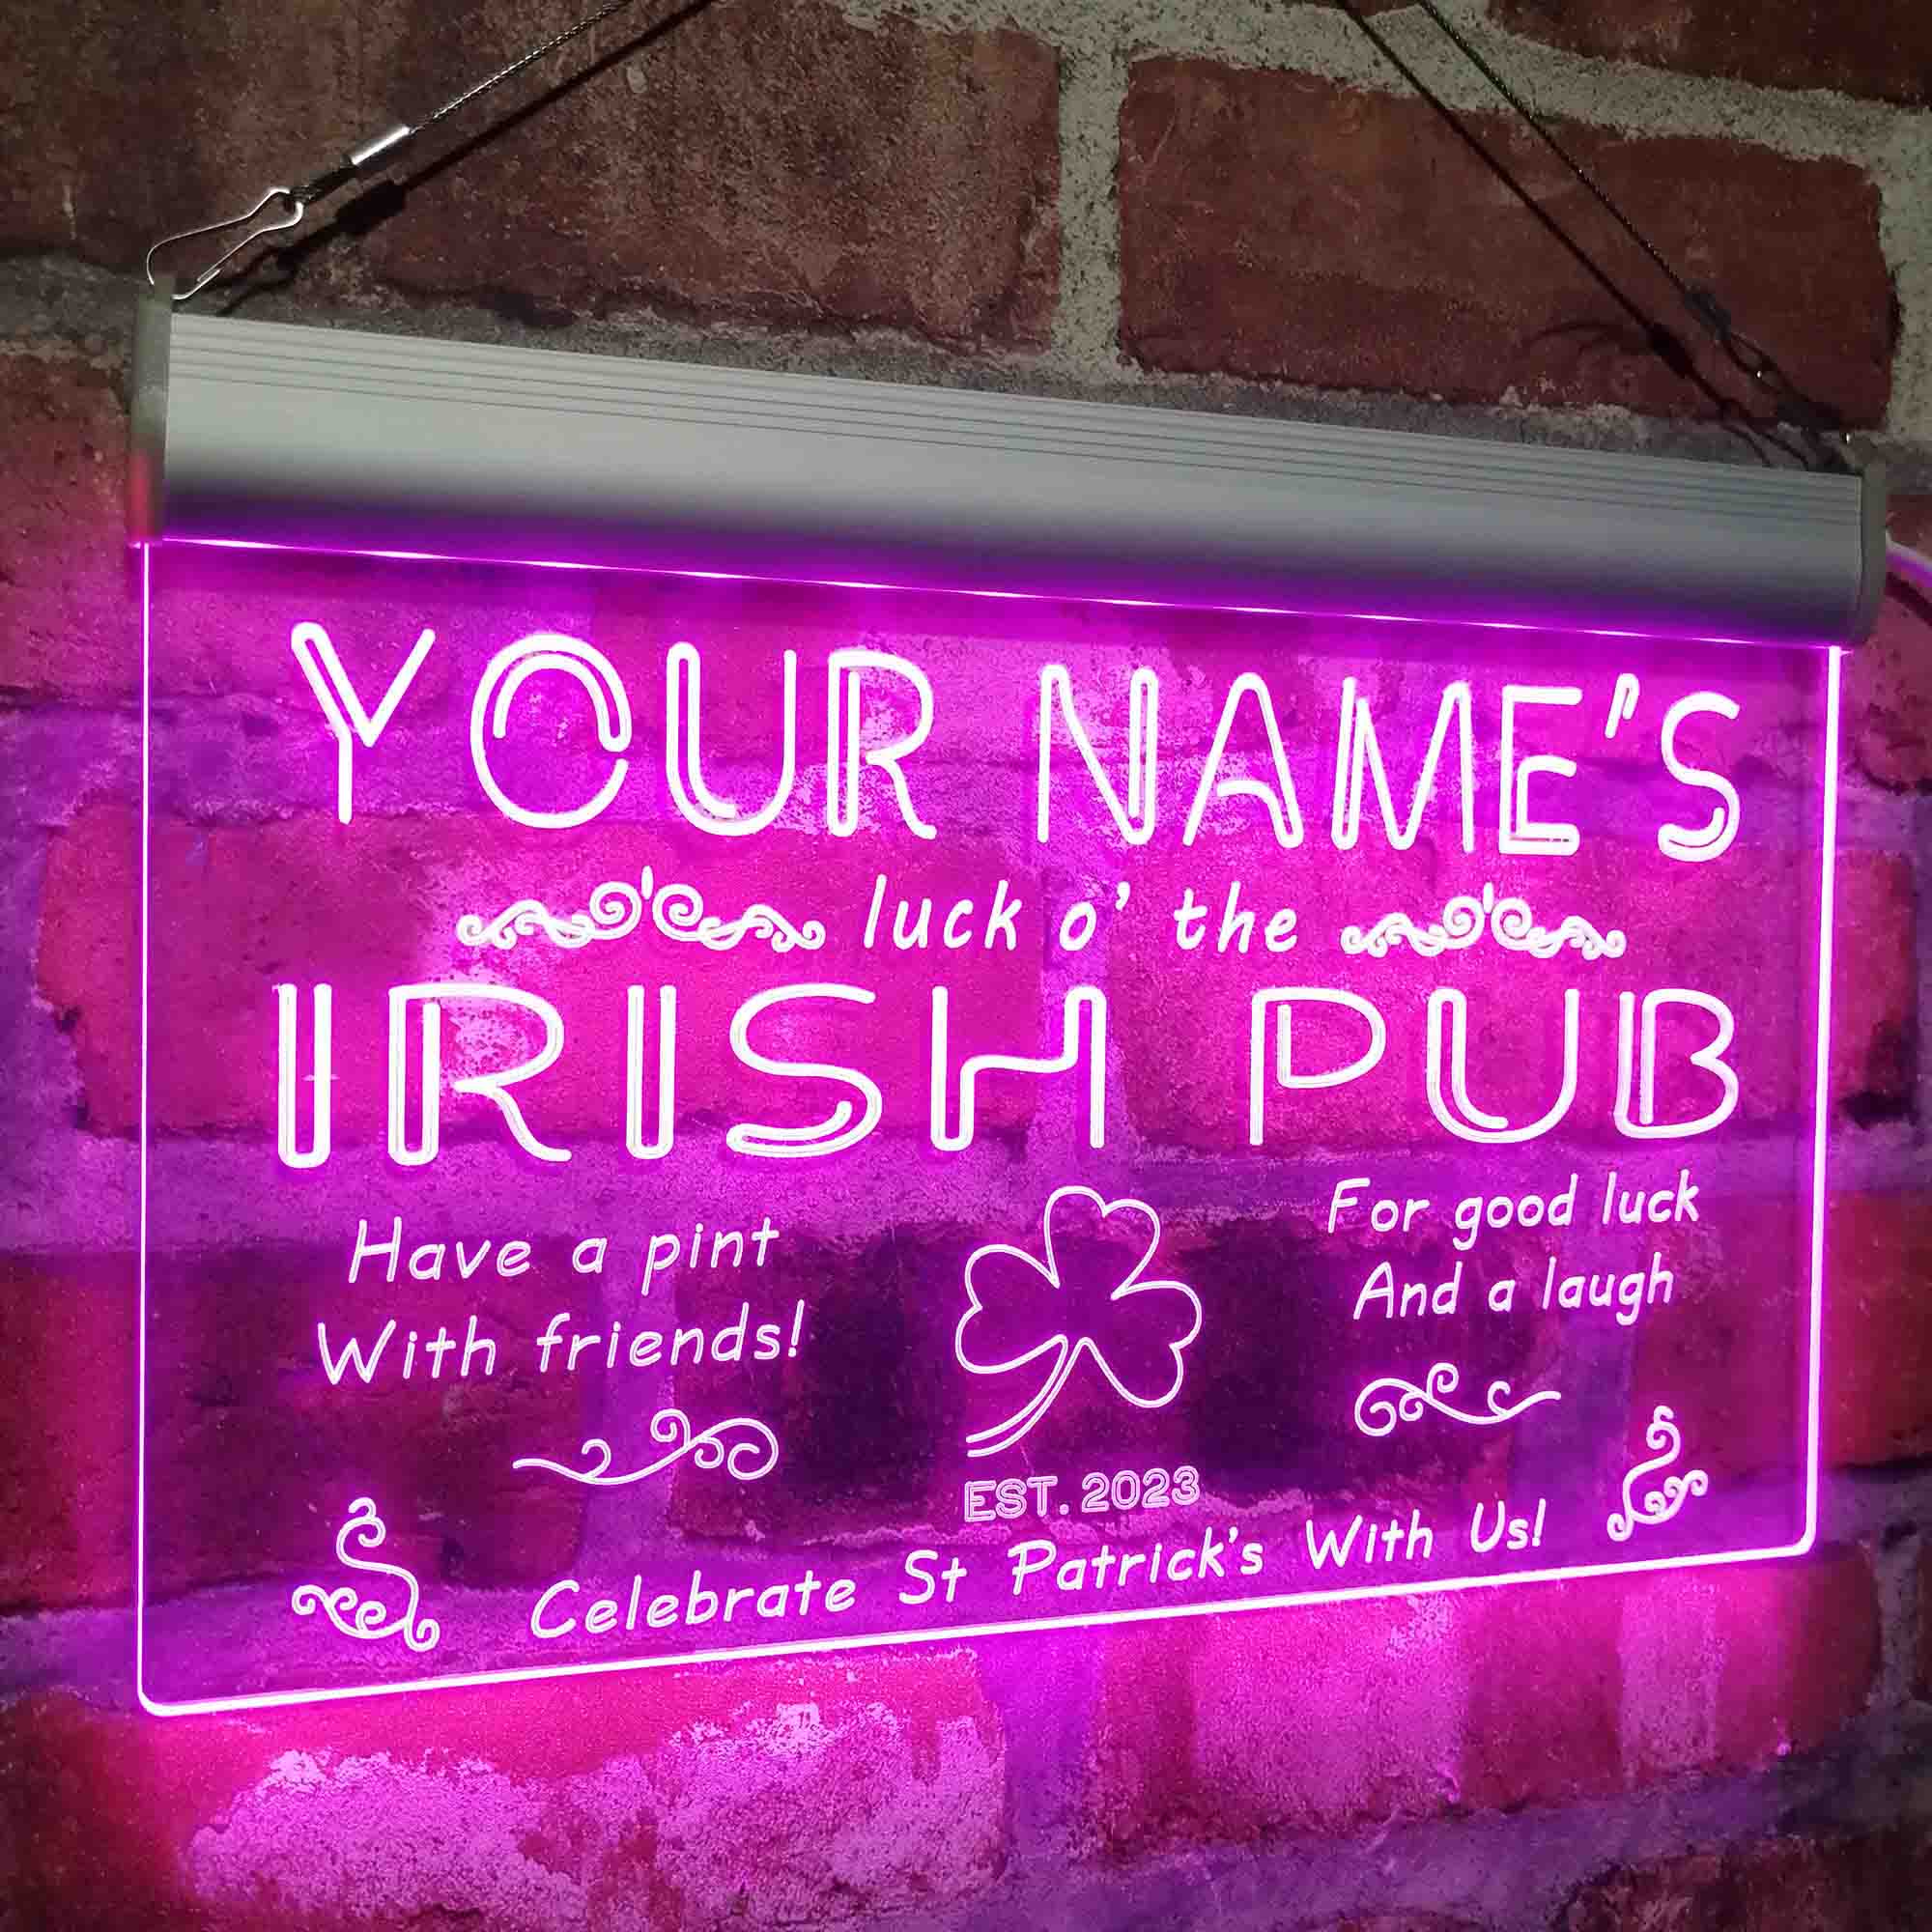 YOUR NAME'S
luck o' the
IRISH PUB
Have a pint
With friends!
For good luck
And a laugh
EST. 2023
Celebrate St Patrick's With Us!